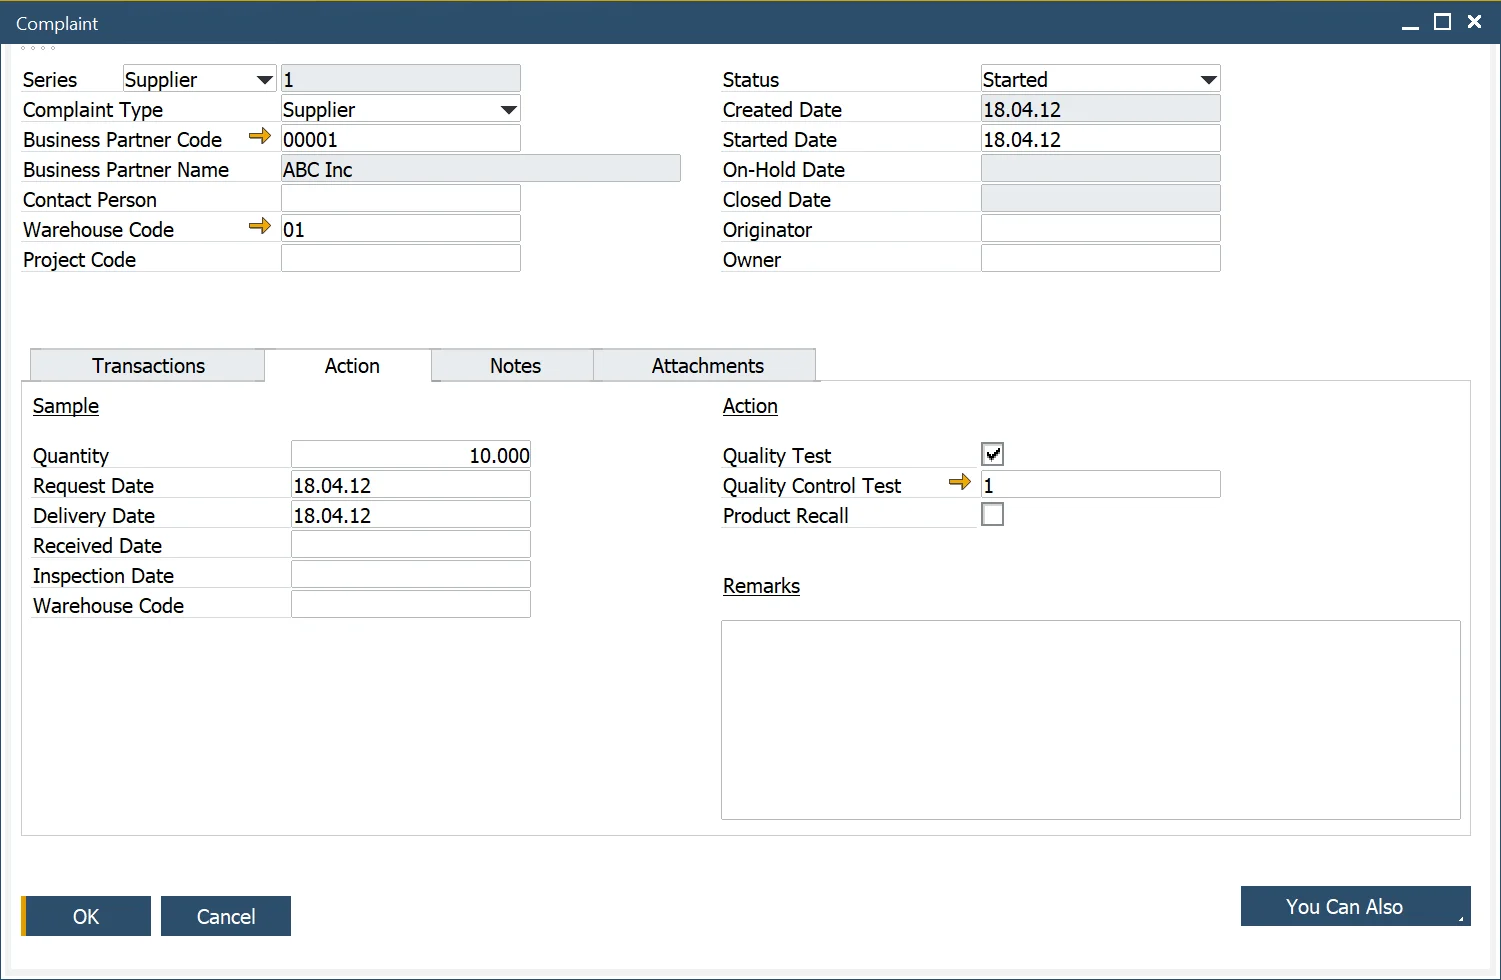 Complaint
Series Supplier 1
Complaint Type Supplier
Business Partner Code 00001
Business Partner Name ABC Inc
Contact Person
Warehouse Code 01
Project Code
Status Started
Created Date 18.04.12
Started Date 18.04.12
On-Hold Date
Closed Date
Originator
Owner
Transactions Action Notes Attachments
Sample
Quantity 10.000
Request Date 18.04.12
Delivery Date 18.04.12
Received Date
Inspection Date
Warehouse Code
Action
Quality Test
Quality Control Test 1
Product Recall
Remarks
OK Cancel You Can Also